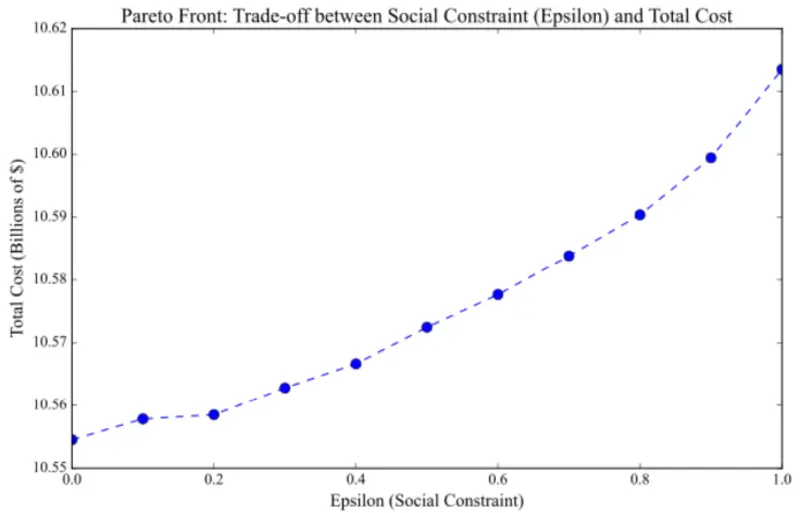 Pareto Front: Trade-off between Social Constraint (Epsilon) and Total Cost
10.62
10.61
10.60
10.59
10.58
10.57
10.56
10.55
Total Cost (Billions of $)
0.0 0.2 0.4 0.6 0.8 1.0
Epsilon (Social Constraint)